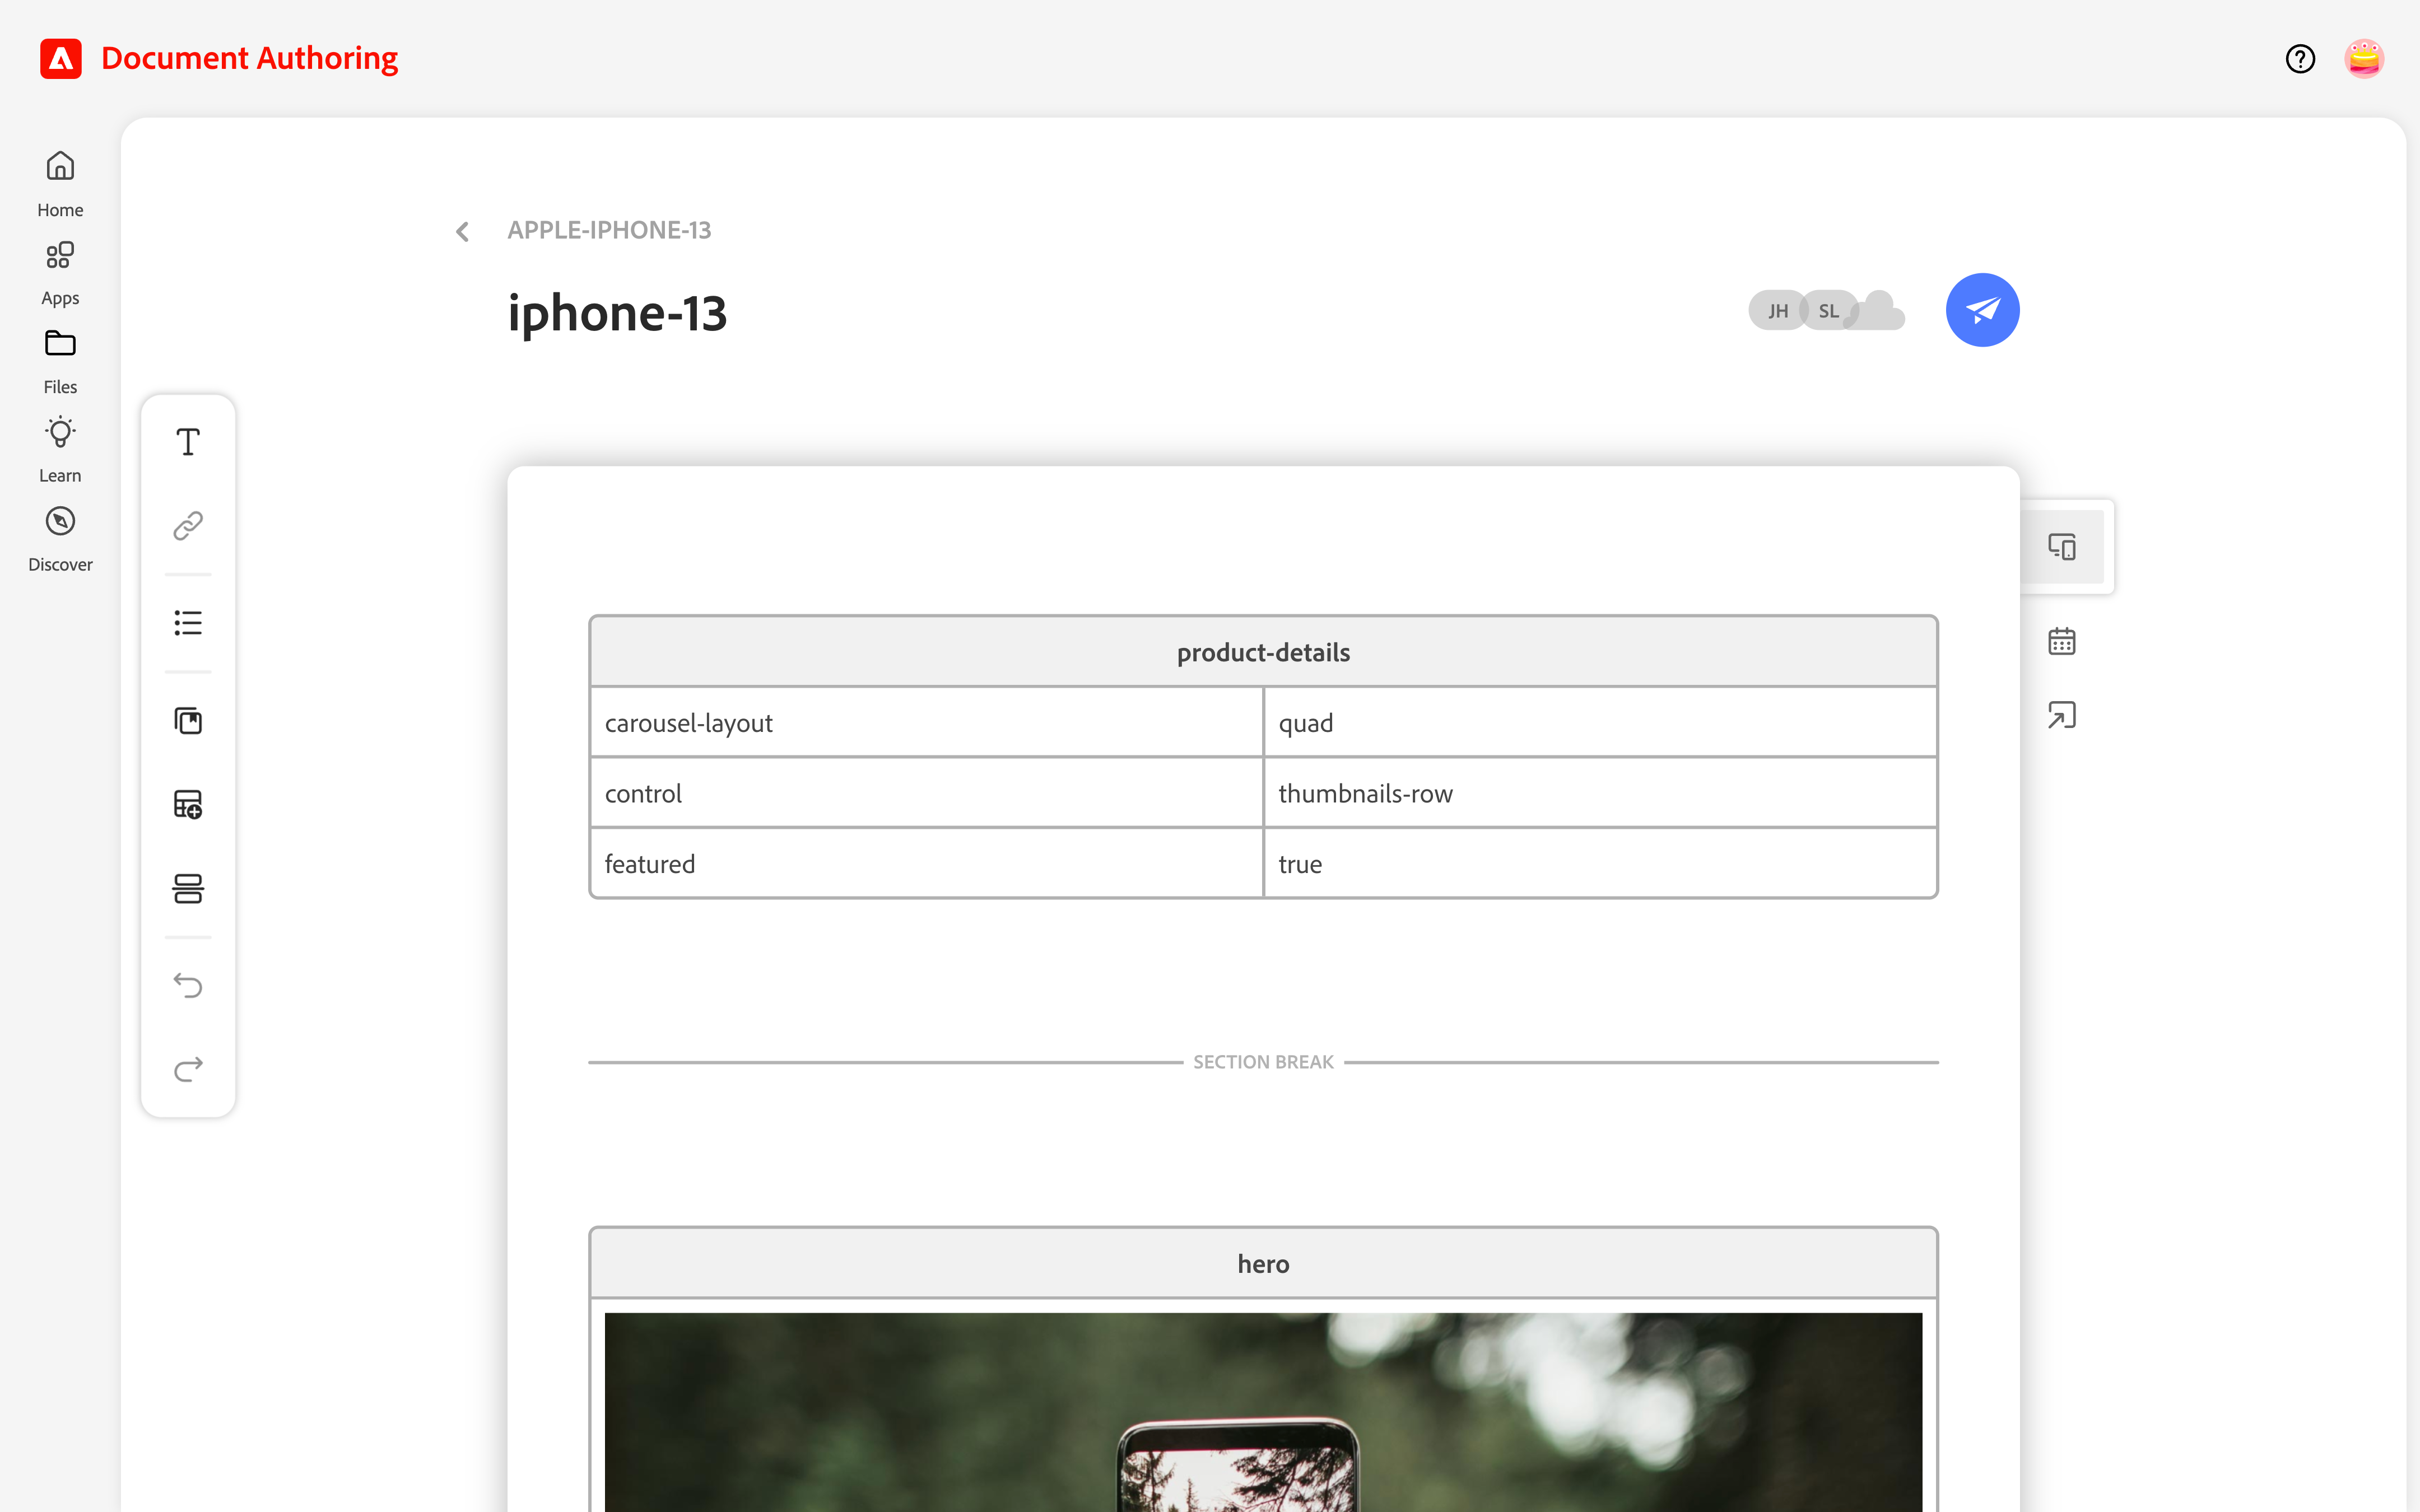 Document Authoring
Home
Apps
Files
Learn
Discover
APPLE-IPHONE-13
iphone-13
JH SL
T
product-details
carousel-layout quad
control thumbnails-row
featured true
SECTION BREAK
hero